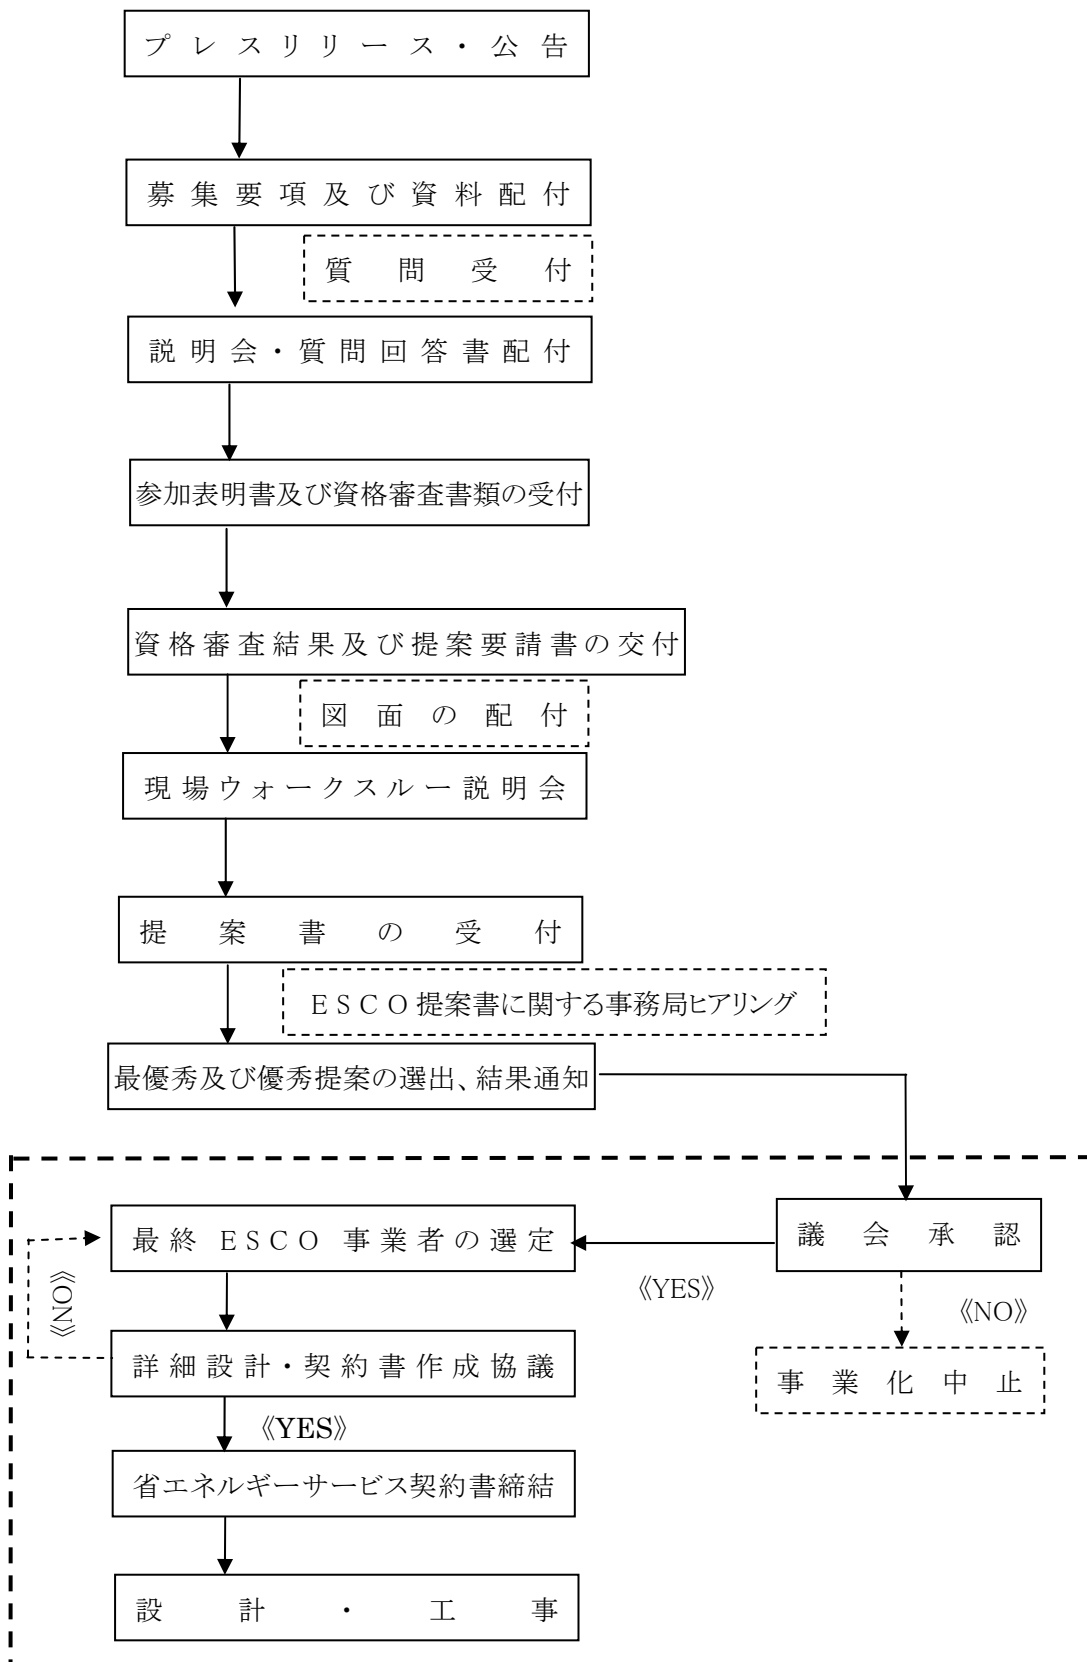 プレスリリース・公告
募集要項及び資料配付
質問受付
説明会・質問回答書配付
参加表明書及び資格審査書類の受付
資格審査結果及び提案要請書の交付
図面の配付
現場ウォークスルー説明会
提案書の受付
ESCO提案書に関する事務局ヒアリング
最優秀及び優秀提案の選出、結果通知
議会承認
最終ESCO事業者の選定
《YES》
《NO》
《NO》
詳細設計・契約書作成協議
事業化中止
《YES》
省エネルギーサービス契約書締結
設計・工事